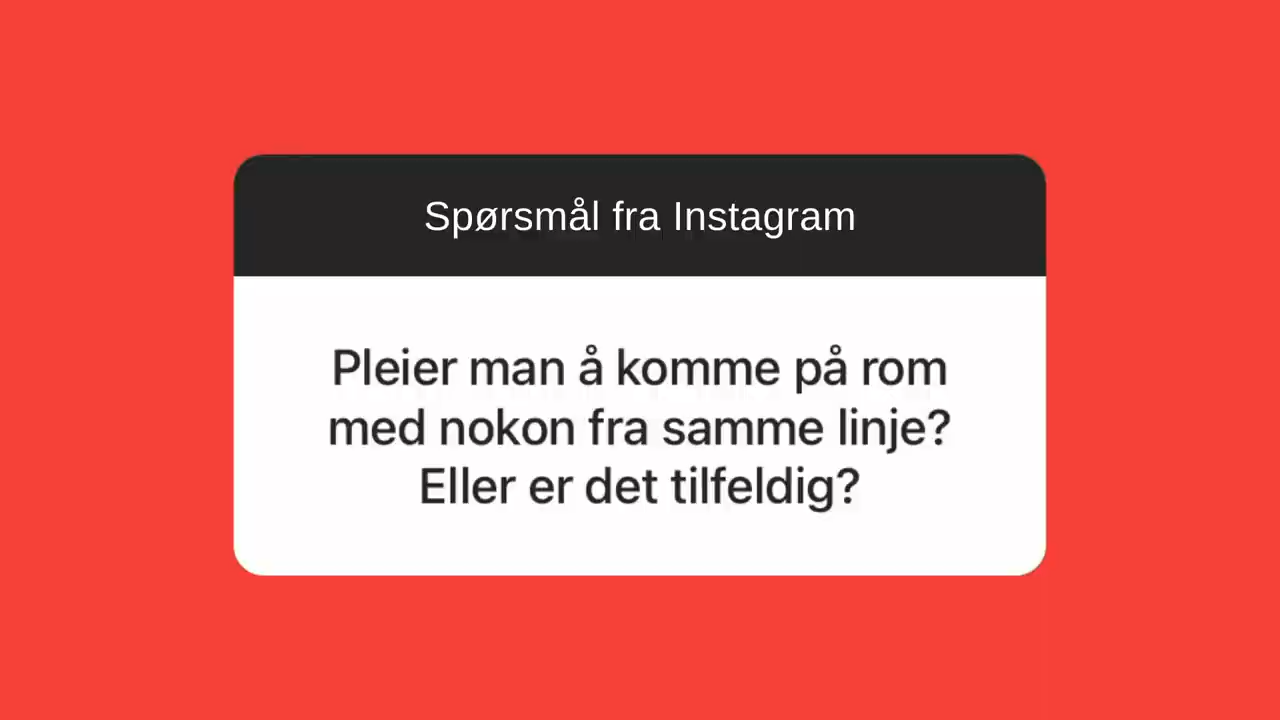 Spørsmål fra Instagram
Pleier man å komme på rom
med nokon fra samme linje?
Eller er det tilfeldig?